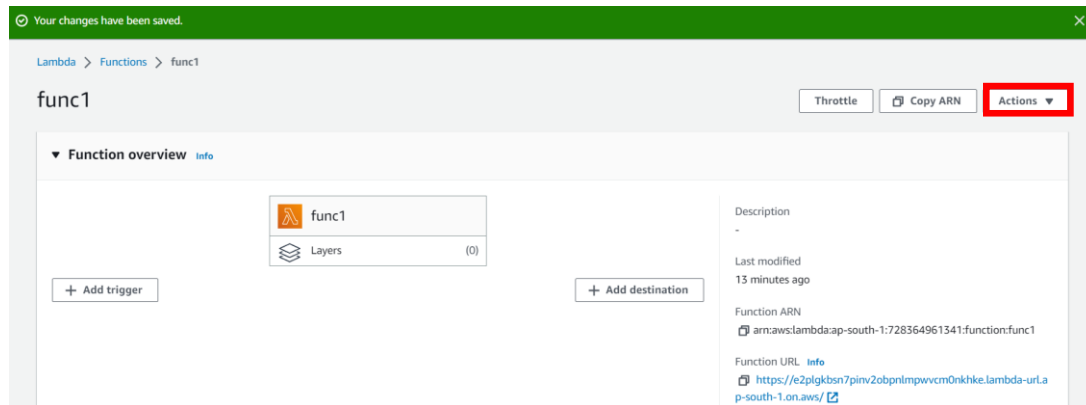 Your changes have been saved.
Lambda > Functions > func1
func1
Throttle
Copy ARN
Actions ▼
▼ Function overview Info
func1
Layers (0)
+ Add trigger
+ Add destination
Description
-
Last modified
13 minutes ago
Function ARN
arn:aws:lambda:ap-south-1:728364961341:function:func1
Function URL Info
https://e2plgkbsn7pinv2obpnlmpwvcm0nkhke.lambda-url.a
p-south-1.on.aws/